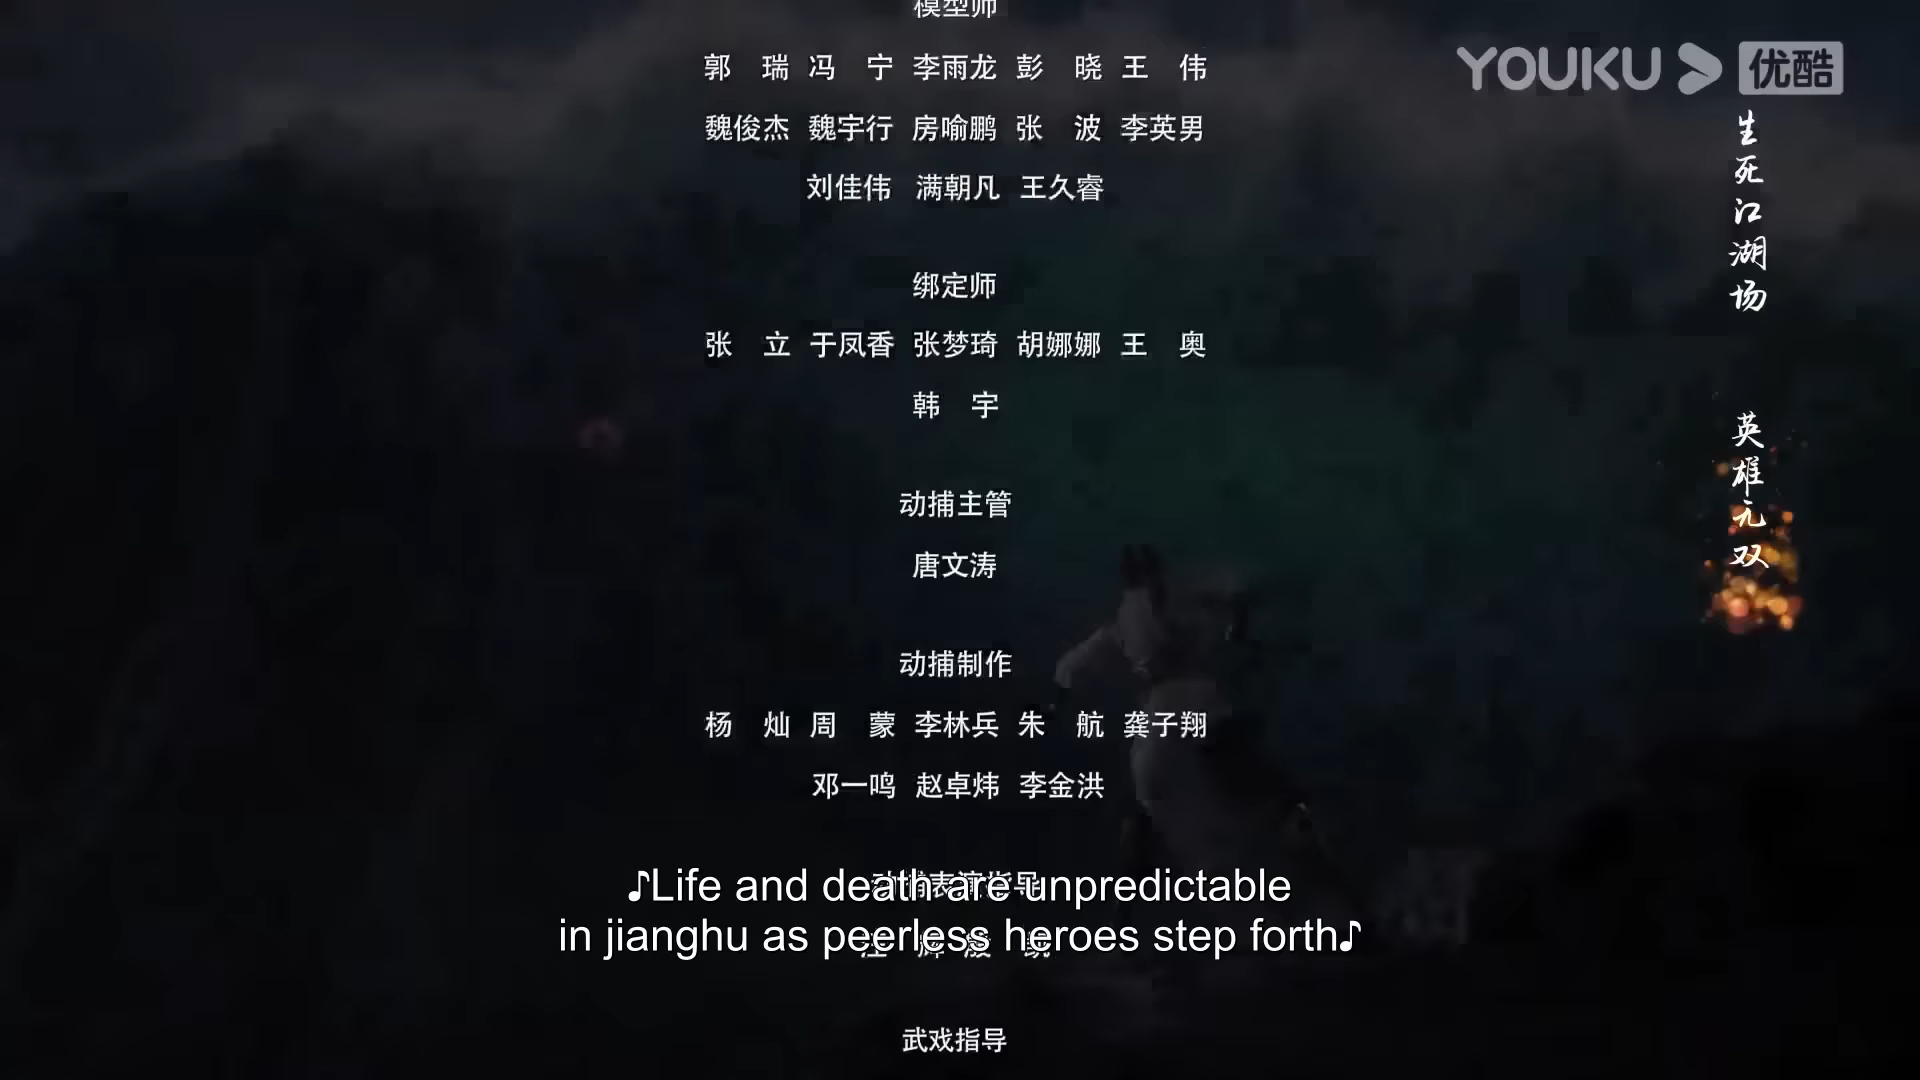 模型师
YOUKU 优酷
郭 瑞 冯 宁 李雨龙 彭 晓 王 伟
魏俊杰 魏宇行 房喻鹏 张 波 李英男
刘佳伟 满朝凡 王久睿
绑定师
张 立 于凤香 张梦琦 胡娜娜 王 奥
韩 宇
动捕主管
唐文涛
动捕制作
杨 灿 周 蒙 李林兵 朱 航 龚子翔
邓一鸣 赵卓炜 李金洪
动捕表演指导
♪Life and death are unpredictable
in jianghu as peerless heroes step forth♪
武戏指导
生死江湖场
英雄无双